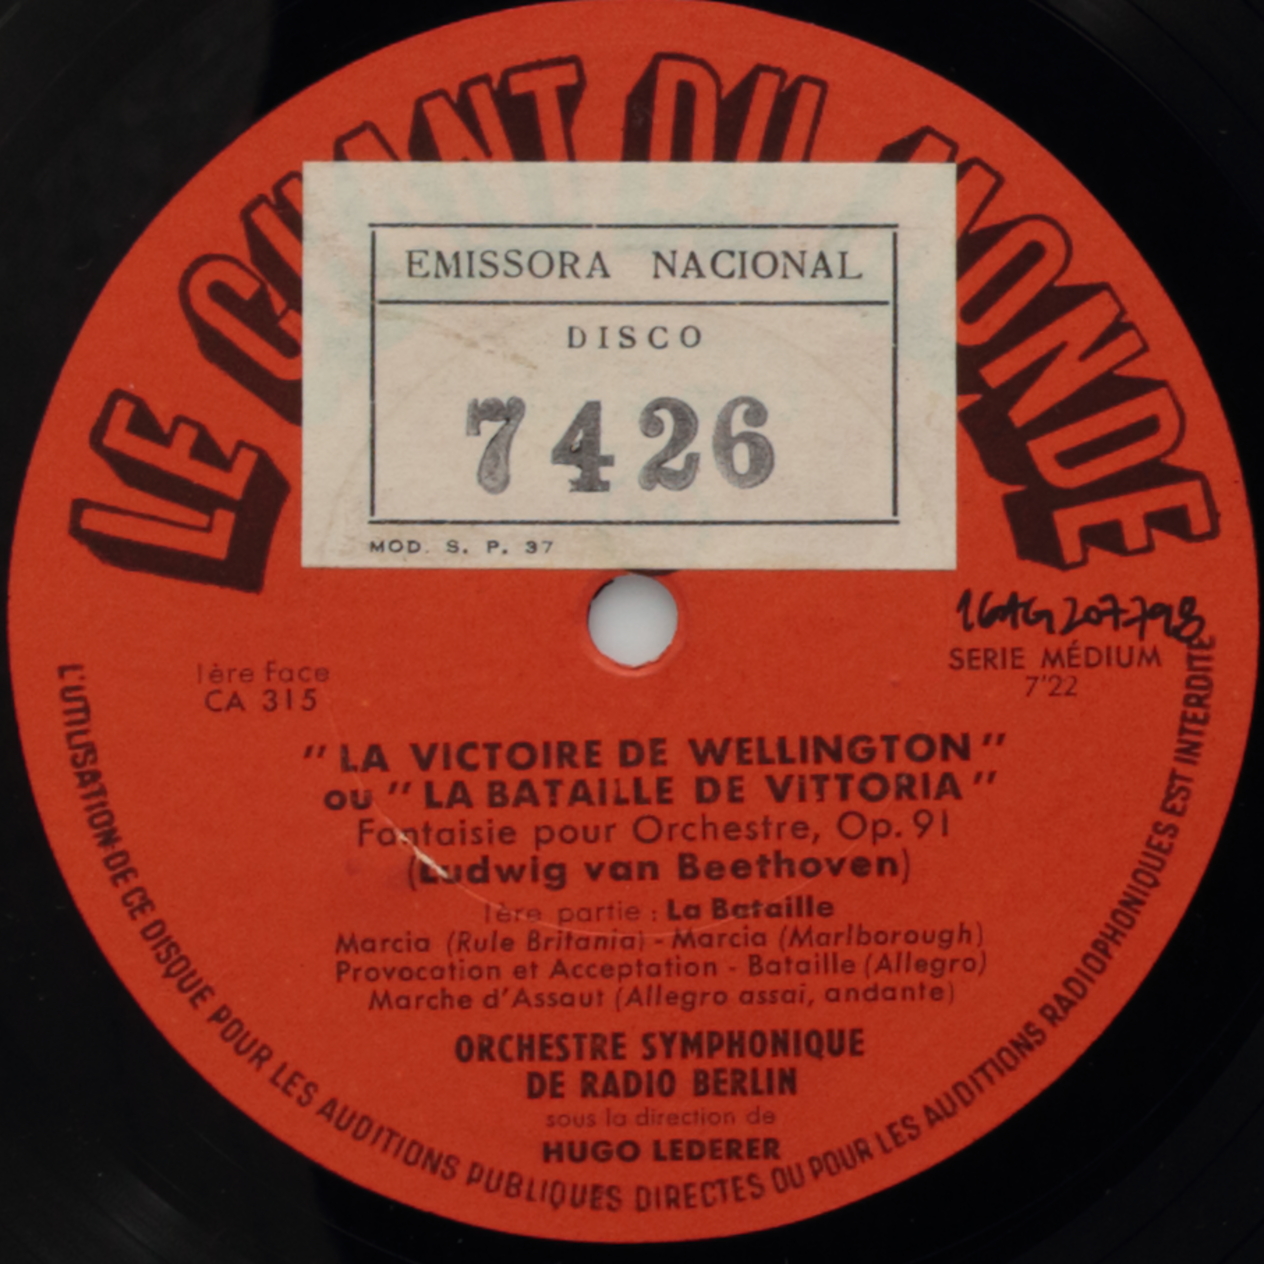 LE CHANT DU MONDE
EMISSORA NACIONAL
DISCO
7426
MOD. S. P. 37
1ère face
CA 315
SERIE MÉDIUM
7'22
"LA VICTOIRE DE WELLINGTON"
ou "LA BATAILLE DE ViTTORIA"
Fantaisie pour Orchestre, Op. 91
(Ludwig van Beethoven)
1ère partie : La Bataille
Marcia (Rule Britania) - Marcia (Marlborough)
Provocation et Acceptation - Bataille (Allegro)
Marche d'Assaut (Allegro assai, andante)
ORCHESTRE SYMPHONIQUE
DE RADIO BERLIN
sous la direction de
HUGO LEDERER
L'UTILISATION DE CE DISQUE POUR LES AUDITIONS PUBLIQUES DIRECTES OU POUR LES AUDITIONS RADIOPHONIQUES EST INTERDITE